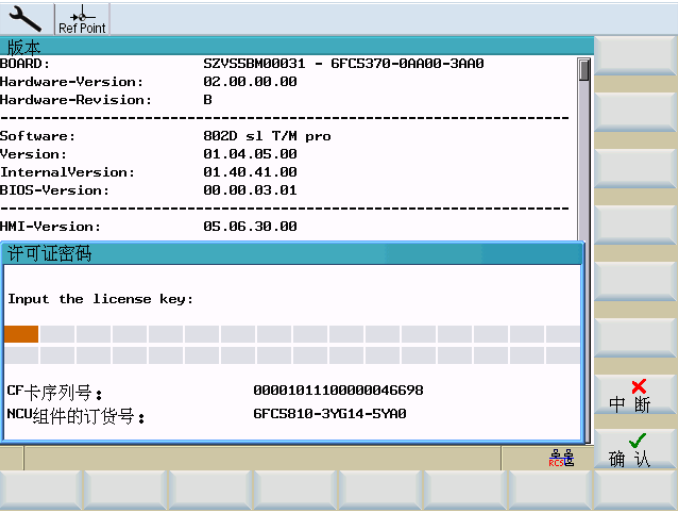 Ref Point
版本
BOARD: SZVS5BM00031 - 6FC5370-0AA00-3AA0
Hardware-Version: 02.00.00.00
Hardware-Revision: B
Software: 802D sl T/M pro
Version: 01.04.05.00
InternalVersion: 01.40.41.00
BIOS-Version: 00.00.03.01
HMI-Version: 05.06.30.00
许可证密码
Input the license key:
CF卡序列号： 00001011100000046698
NCU组件的订货号： 6FC5810-3YG14-5YA0
中断
RCS
确认